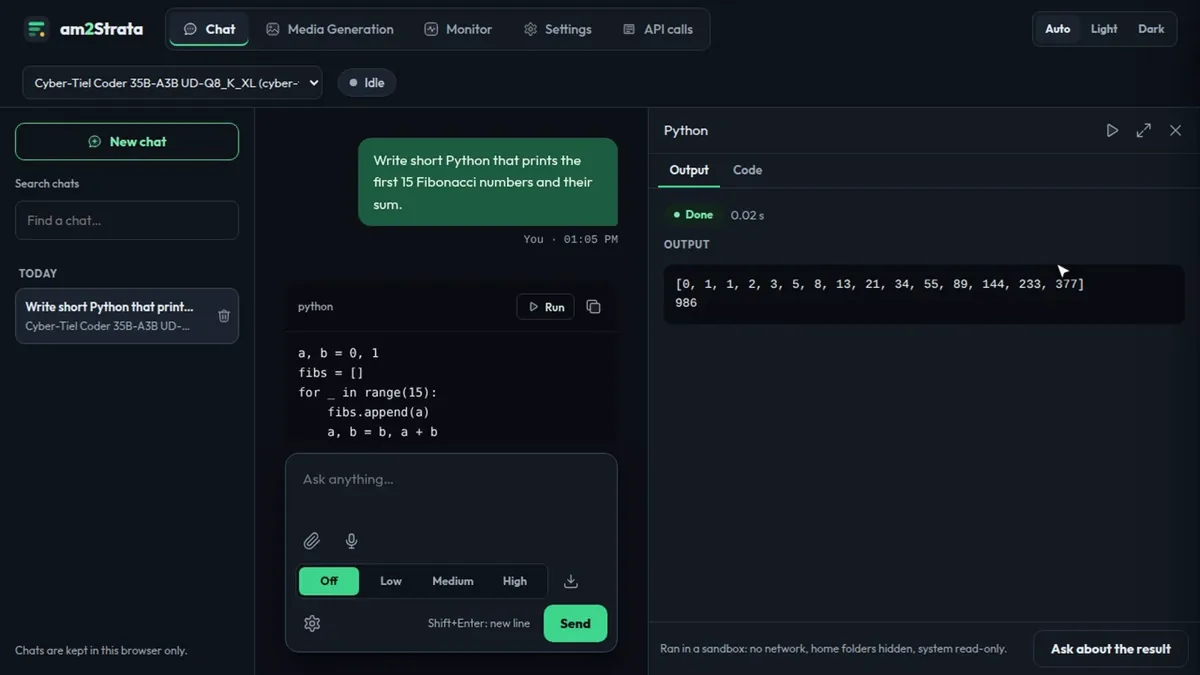 am2Strata
Chat
Media Generation
Monitor
Settings
API calls
Auto
Light
Dark
Cyber-Tiel Coder 35B-A3B UD-Q8_K_XL (cyber-
Idle
New chat
Search chats
Find a chat…
TODAY
Write short Python that print…
Cyber-Tiel Coder 35B-A3B UD-…
Chats are kept in this browser only.
Write short Python that prints the
first 15 Fibonacci numbers and their
sum.
You · 01:05 PM
python
Run
a, b = 0, 1
fibs = []
for _ in range(15):
    fibs.append(a)
    a, b = b, a + b
Ask anything…
Off
Low
Medium
High
Shift+Enter: new line
Send
Python
Output
Code
Done
0.02 s
OUTPUT
[0, 1, 1, 2, 3, 5, 8, 13, 21, 34, 55, 89, 144, 233, 377]
986
Ran in a sandbox: no network, home folders hidden, system read-only.
Ask about the result